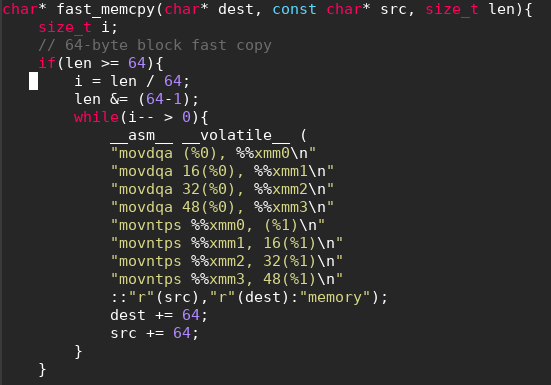 char* fast_memcpy(char* dest, const char* src, size_t len){
    size_t i;
    // 64-byte block fast copy
    if(len >= 64){
        i = len / 64;
        len &= (64-1);
        while(i-- > 0){
            __asm__ __volatile__ (
            "movdqa (%0), %%xmm0\n"
            "movdqa 16(%0), %%xmm1\n"
            "movdqa 32(%0), %%xmm2\n"
            "movdqa 48(%0), %%xmm3\n"
            "movntps %%xmm0, (%1)\n"
            "movntps %%xmm1, 16(%1)\n"
            "movntps %%xmm2, 32(%1)\n"
            "movntps %%xmm3, 48(%1)\n"
            ::"r"(src),"r"(dest):"memory");
            dest += 64;
            src += 64;
        }
    }